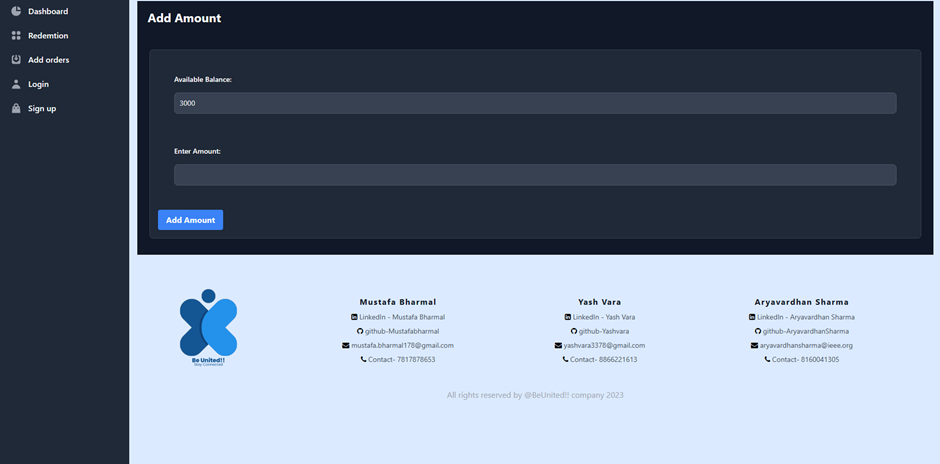 Dashboard
Redemtion
Add orders
Login
Sign up
Add Amount
Available Balance:
3000
Enter Amount:
Add Amount
Be United!!
Stay Connected
Mustafa Bharmal
LinkedIn - Mustafa Bharmal
github-Mustafabharmal
mustafa.bharmal178@gmail.com
Contact- 7817878653
Yash Vara
LinkedIn - Yash Vara
github-Yashvara
yashvara3378@gmail.com
Contact- 8866221613
Aryavardhan Sharma
LinkedIn - Aryavardhan Sharma
github-AryavardhanSharma
aryavardhansharma@ieee.org
Contact- 8160041305
All rights reserved by @BeUnited!! company 2023